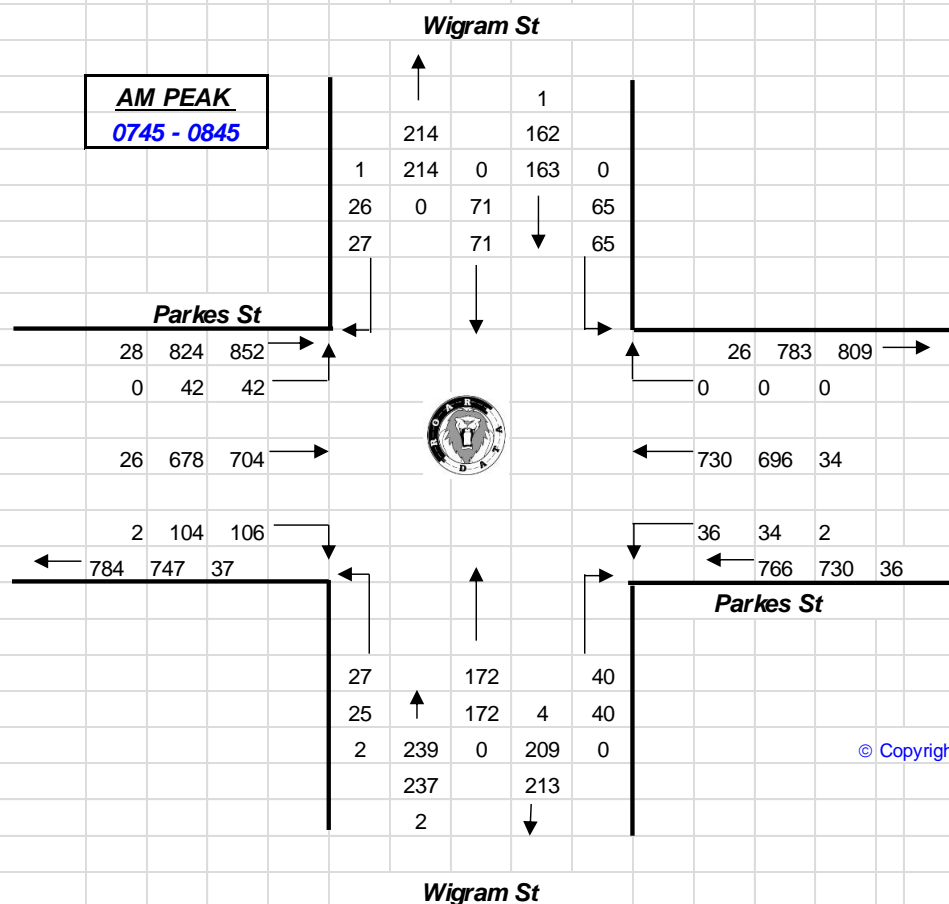 Wigram St
AM PEAK
0745 - 0845
1
214 162
1 214 0 163 0
26 0 71 65
27 71 65
Parkes St
28 824 852 26 783 809
0 42 42 0 0 0
ROAR DATA
26 678 704 730 696 34
2 104 106 36 34 2
784 747 37 766 730 36
Parkes St
27 172 40
25 172 4 40
2 239 0 209 0
© Copyrigh
237 213
2
Wigram St